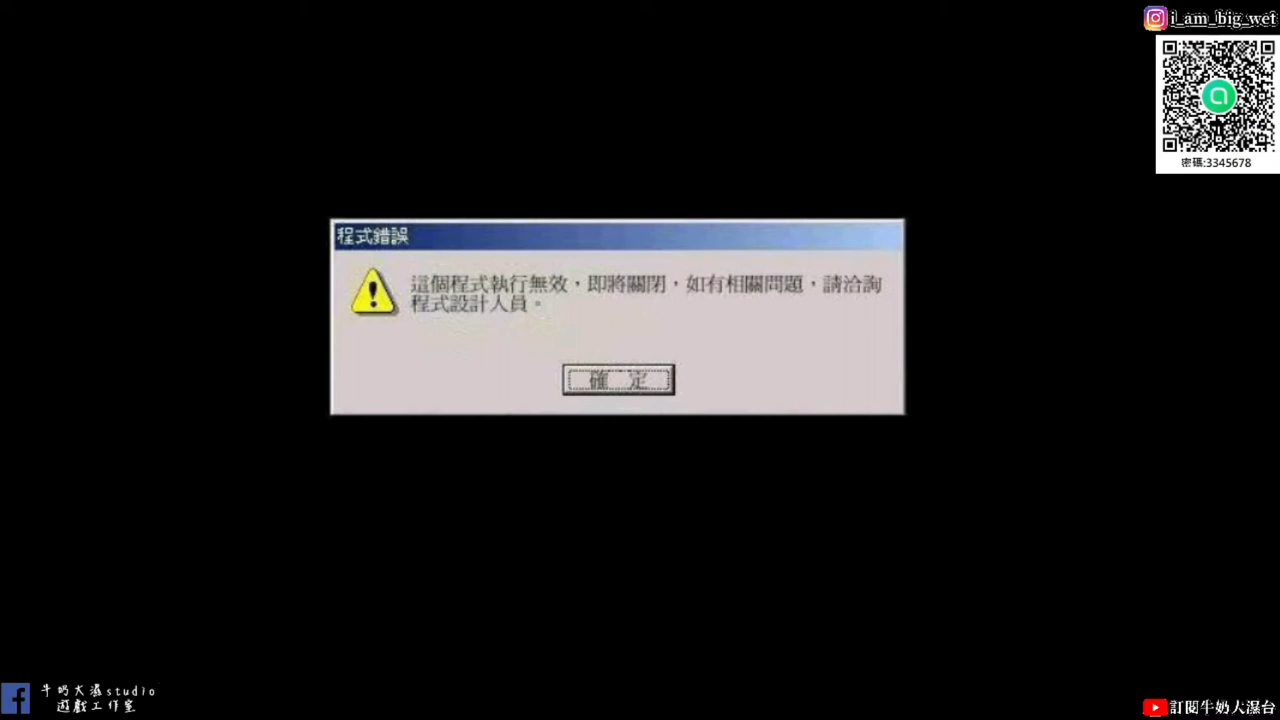 i_am_big_wet
密碼:3345678
程式錯誤
這個程式執行無效，即將關閉，如有相關問題，請洽詢
程式設計人員。
確 定
牛奶大濕studio
遊戲工作室
訂閱牛奶大濕台